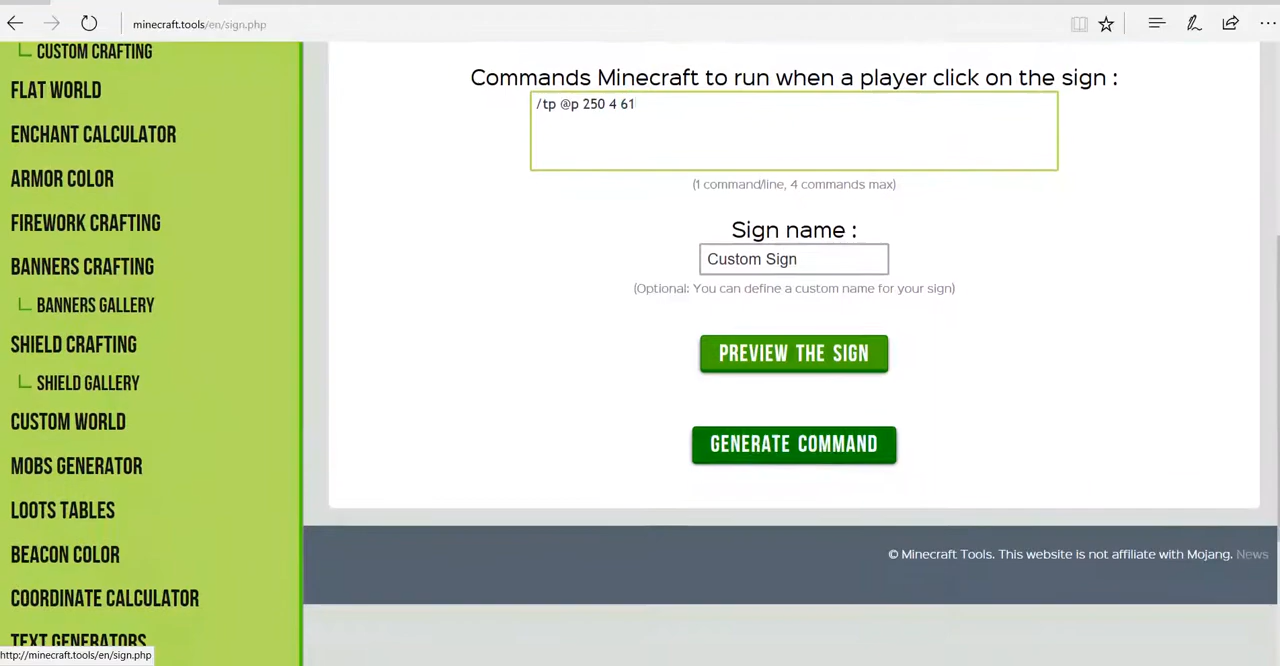 minecraft.tools/en/sign.php
CUSTOM CRAFTING
FLAT WORLD
ENCHANT CALCULATOR
ARMOR COLOR
FIREWORK CRAFTING
BANNERS CRAFTING
BANNERS GALLERY
SHIELD CRAFTING
SHIELD GALLERY
CUSTOM WORLD
MOBS GENERATOR
LOOTS TABLES
BEACON COLOR
COORDINATE CALCULATOR
TEXT GENERATORS
http://minecraft.tools/en/sign.php
Commands Minecraft to run when a player click on the sign :
/tp @p 250 4 61
(1 command/line, 4 commands max)
Sign name :
Custom Sign
(Optional: You can define a custom name for your sign)
PREVIEW THE SIGN
GENERATE COMMAND
© Minecraft Tools. This website is not affiliate with Mojang. News